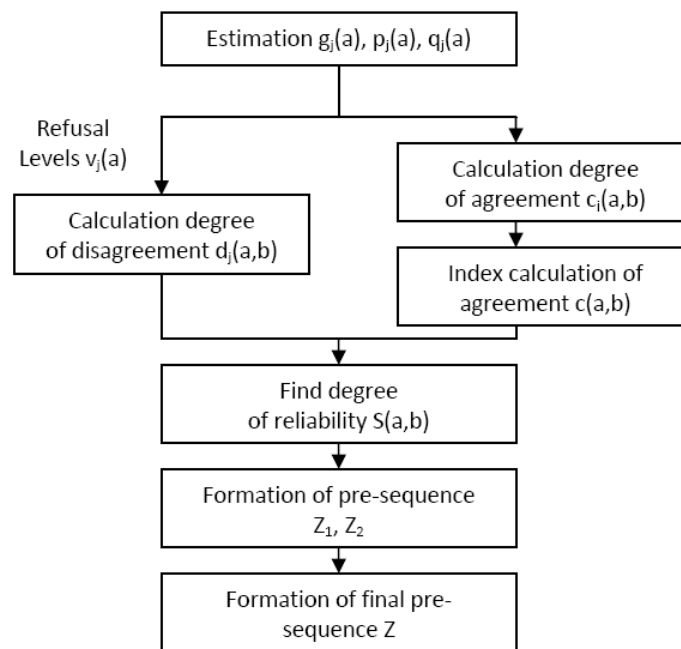 Estimation gⱼ(a), pⱼ(a), qⱼ(a)
Refusal
Levels vⱼ(a)
Calculation degree
of agreement cᵢ(a,b)
Calculation degree
of disagreement dⱼ(a,b)
Index calculation of
agreement c(a,b)
Find degree
of reliability S(a,b)
Formation of pre-sequence
Z₁, Z₂
Formation of final pre-
sequence Z